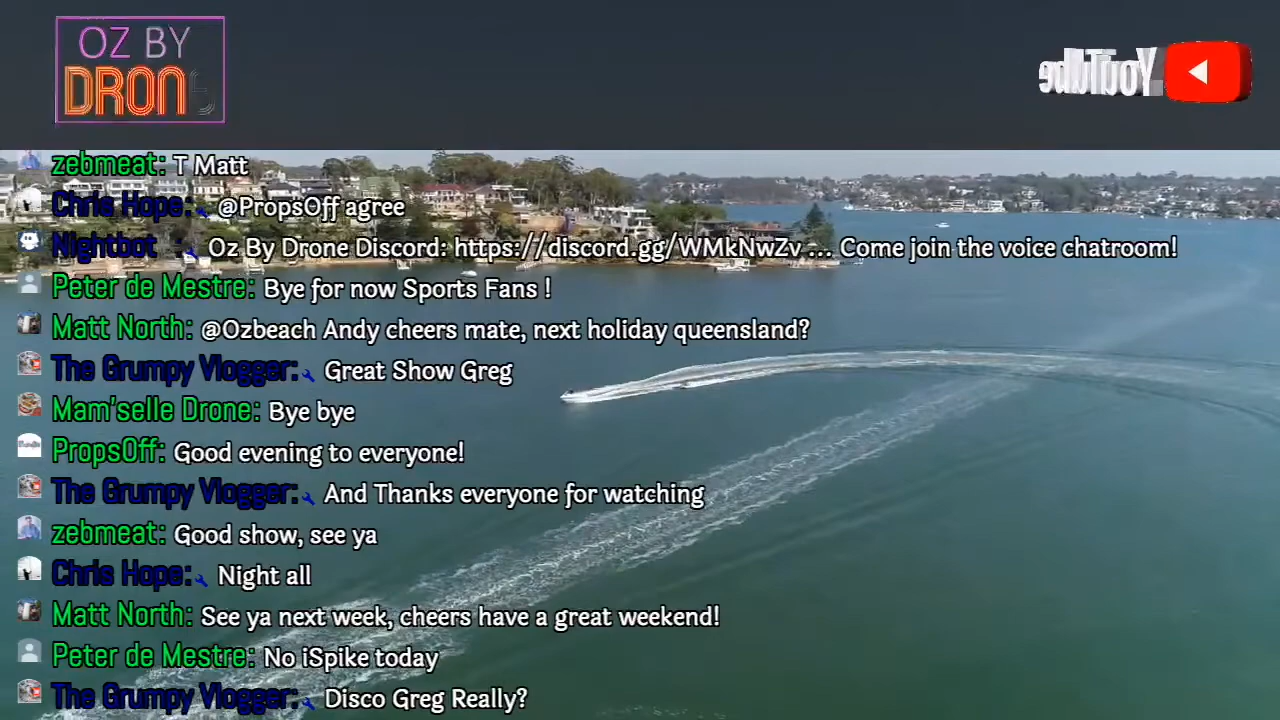 OZ BY
DRONE
YouTube
zebmeat: T Matt
Chris Hope: @PropsOff agree
Nightbot : Oz By Drone Discord: https://discord.gg/WMkNwZv ... Come join the voice chatroom!
Peter de Mestre: Bye for now Sports Fans !
Matt North: @Ozbeach Andy cheers mate, next holiday queensland?
The Grumpy Vlogger: Great Show Greg
Mam'selle Drone: Bye bye
PropsOff: Good evening to everyone!
The Grumpy Vlogger: And Thanks everyone for watching
zebmeat: Good show, see ya
Chris Hope: Night all
Matt North: See ya next week, cheers have a great weekend!
Peter de Mestre: No iSpike today
The Grumpy Vlogger: Disco Greg Really?